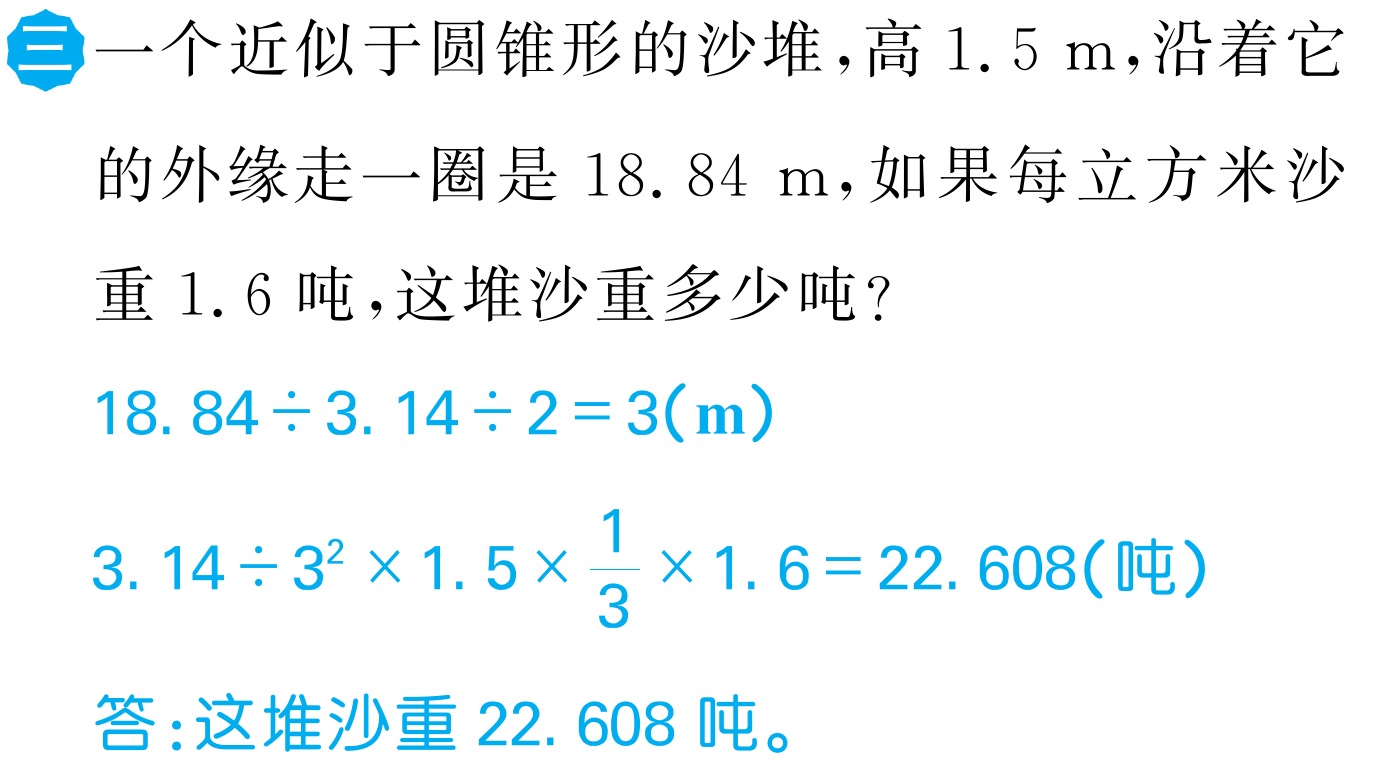 三 一个近似于圆锥形的沙堆,高 1.5 m,沿着它
的外缘走一圈是 18.84 m,如果每立方米沙
重 1.6 吨,这堆沙重多少吨?
18.84÷3.14÷2=3(m)
3.14÷3²×1.5×1/3×1.6=22.608(吨)
答:这堆沙重 22.608 吨。